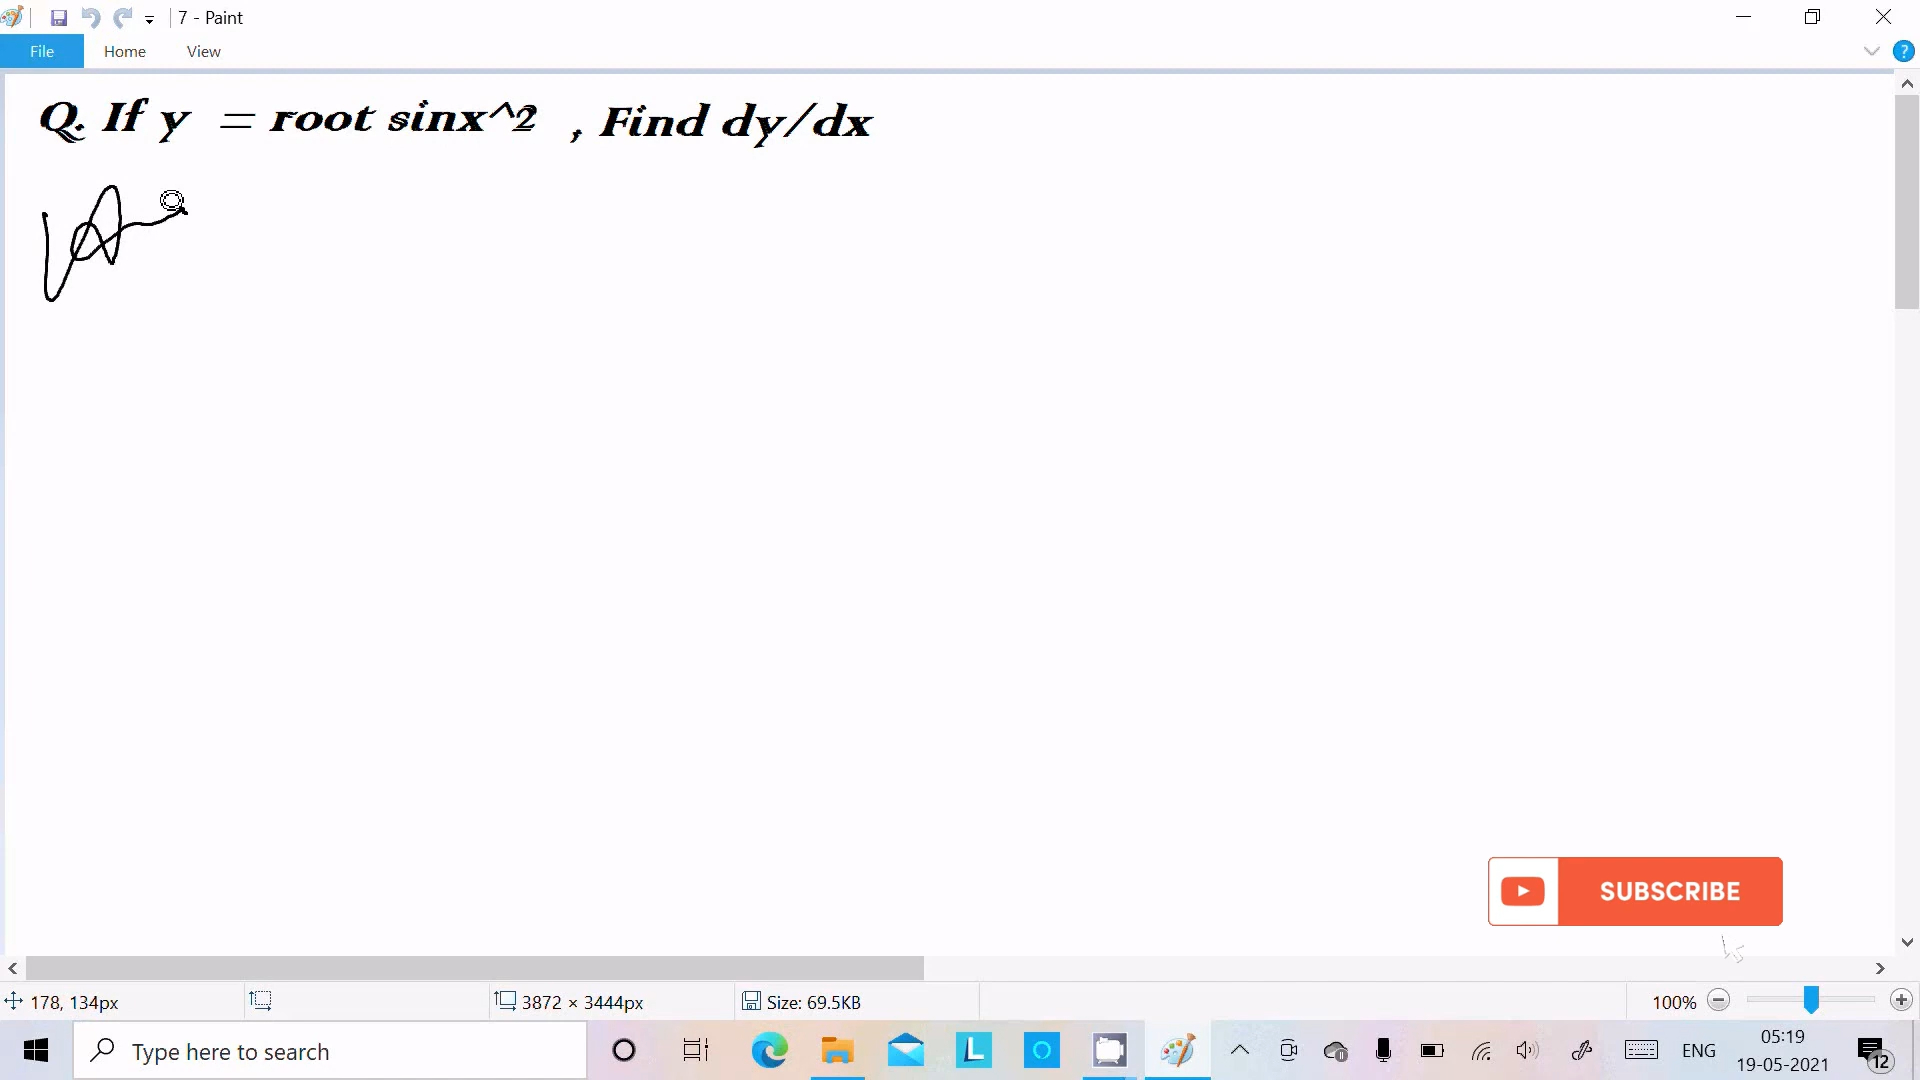 7 - Paint
File Home View
Q. If y = root sinx^2 , Find dy/dx
SUBSCRIBE
178, 134px 3872 × 3444px Size: 69.5KB 100%
Type here to search ENG 05:19
19-05-2021 12